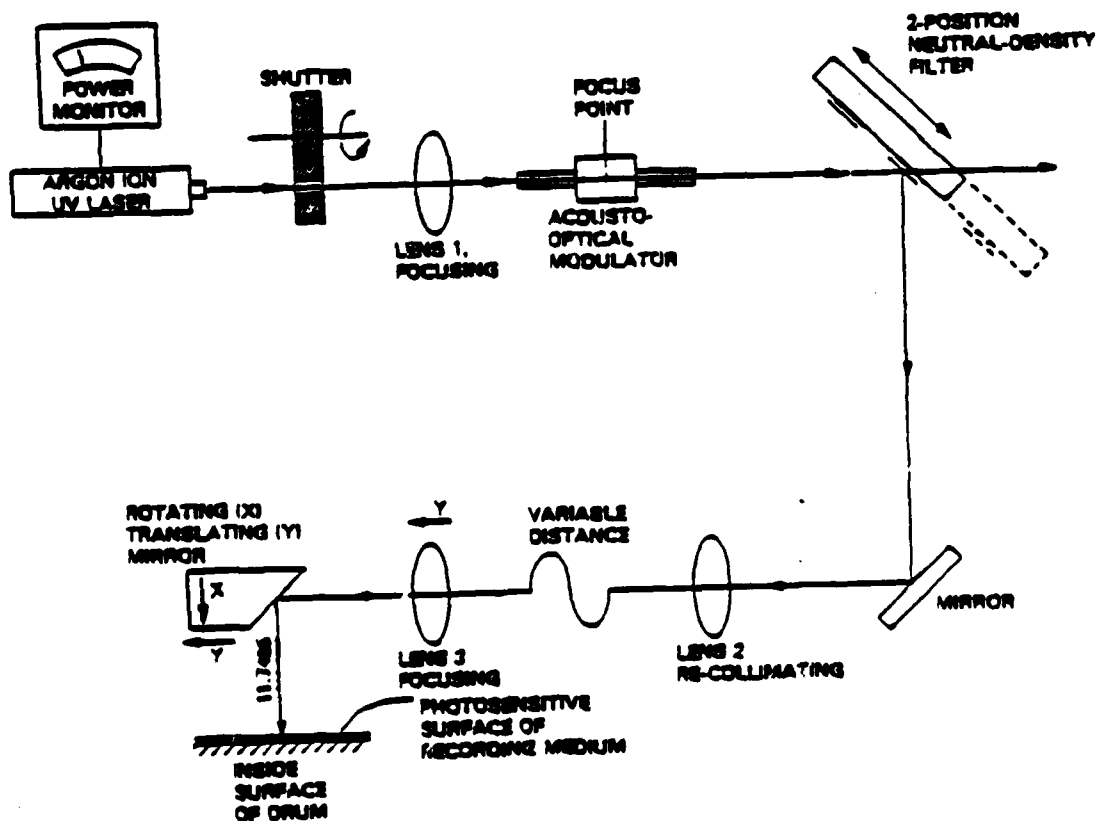 POWER
MONITOR
ARGON ION
UV LASER
SHUTTER
LENS 1,
FOCUSING
FOCUS
POINT
ACOUSTO-
OPTICAL
MODULATOR
2-POSITION
NEUTRAL-DENSITY
FILTER
ROTATING (X)
TRANSLATING (Y)
MIRROR
X
Y
11.7486
Y
LENS 3
FOCUSING
VARIABLE
DISTANCE
LENS 2
RE-COLLIMATING
MIRROR
PHOTOSENSITIVE
SURFACE OF
RECORDING MEDIUM
INSIDE
SURFACE
OF DRUM